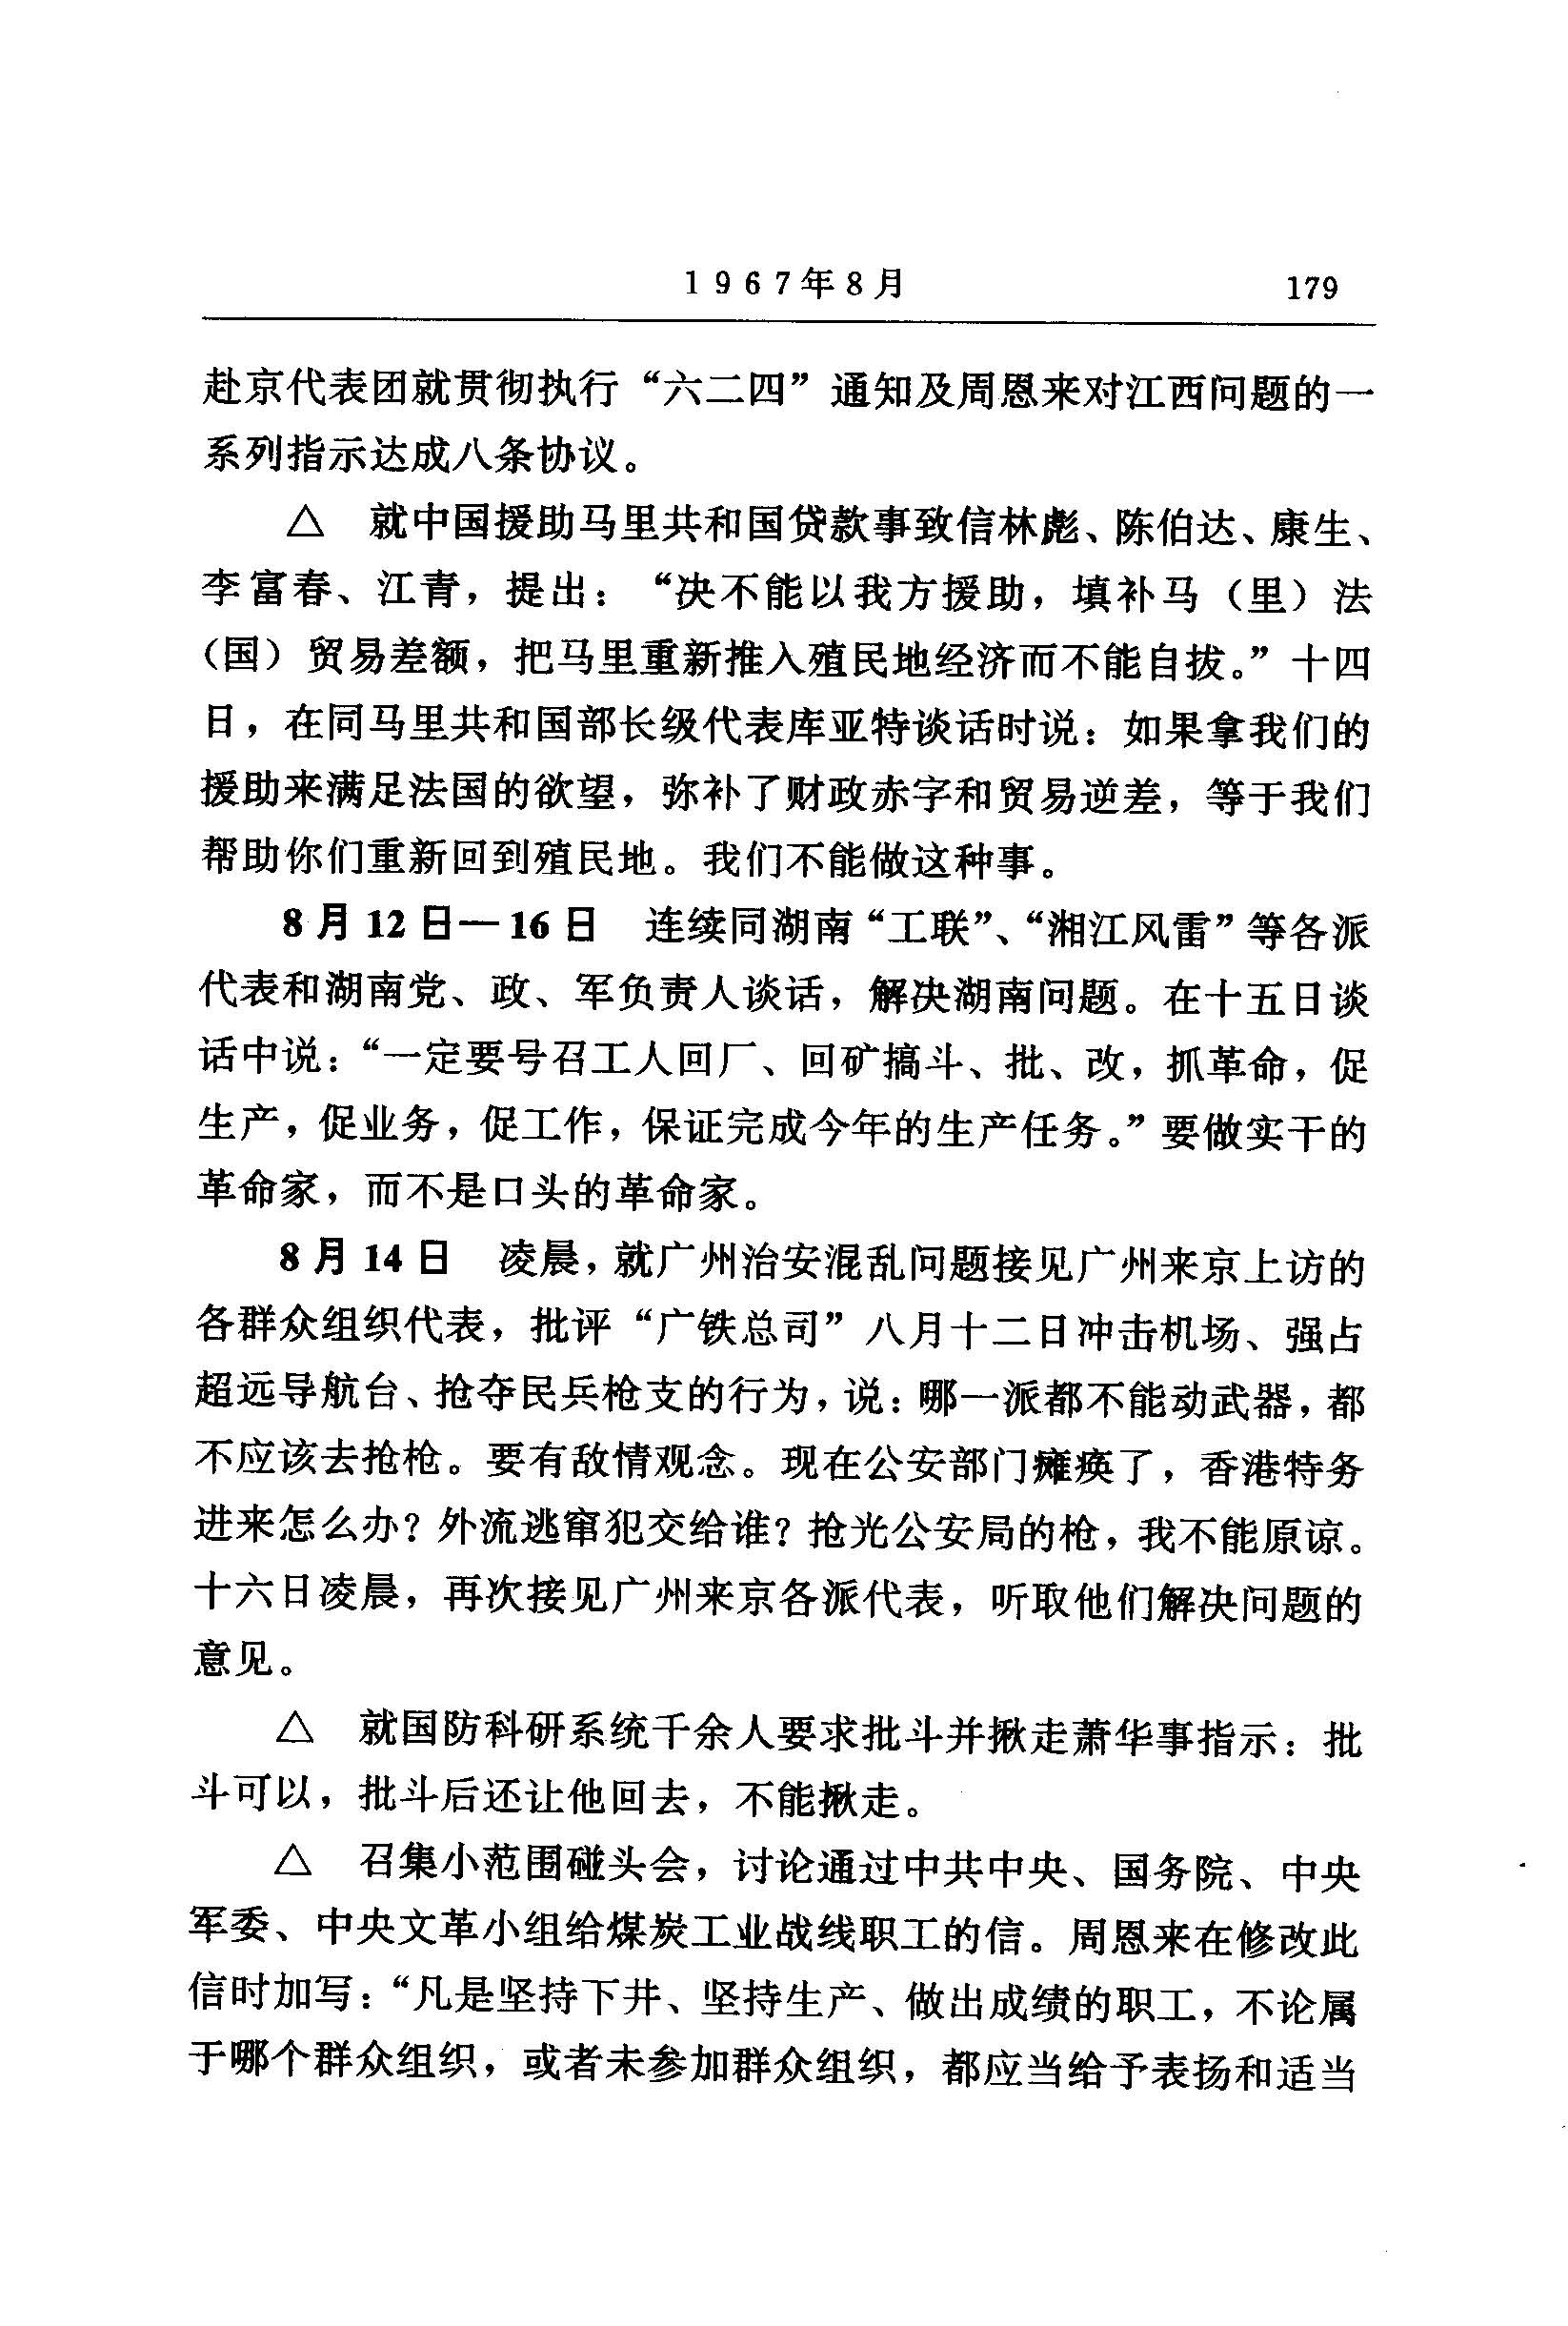 1967年8月 179
赴京代表团就贯彻执行“六二四”通知及周恩来对江西问题的一
系列指示达成八条协议。
△ 就中国援助马里共和国贷款事致信林彪、陈伯达、康生、
李富春、江青，提出：“决不能以我方援助，填补马（里）法
（国）贸易差额，把马里重新推入殖民地经济而不能自拔。”十四
日，在同马里共和国部长级代表库亚特谈话时说：如果拿我们的
援助来满足法国的欲望，弥补了财政赤字和贸易逆差，等于我们
帮助你们重新回到殖民地。我们不能做这种事。
8月12日—16日 连续同湖南“工联”、“湘江风雷”等各派
代表和湖南党、政、军负责人谈话，解决湖南问题。在十五日谈
话中说：“一定要号召工人回厂、回矿搞斗、批、改，抓革命，促
生产，促业务，促工作，保证完成今年的生产任务。”要做实干的
革命家，而不是口头的革命家。
8月14日 凌晨，就广州治安混乱问题接见广州来京上访的
各群众组织代表，批评“广铁总司”八月十二日冲击机场、强占
超远导航台、抢夺民兵枪支的行为，说：哪一派都不能动武器，都
不应该去抢枪。要有敌情观念。现在公安部门瘫痪了，香港特务
进来怎么办？外流逃窜犯交给谁？抢光公安局的枪，我不能原谅。
十六日凌晨，再次接见广州来京各派代表，听取他们解决问题的
意见。
△ 就国防科研系统千余人要求批斗并揪走萧华事指示：批
斗可以，批斗后还让他回去，不能揪走。
△ 召集小范围碰头会，讨论通过中共中央、国务院、中央
军委、中央文革小组给煤炭工业战线职工的信。周恩来在修改此
信时加写：“凡是坚持下井、坚持生产、做出成绩的职工，不论属
于哪个群众组织，或者未参加群众组织，都应当给予表扬和适当